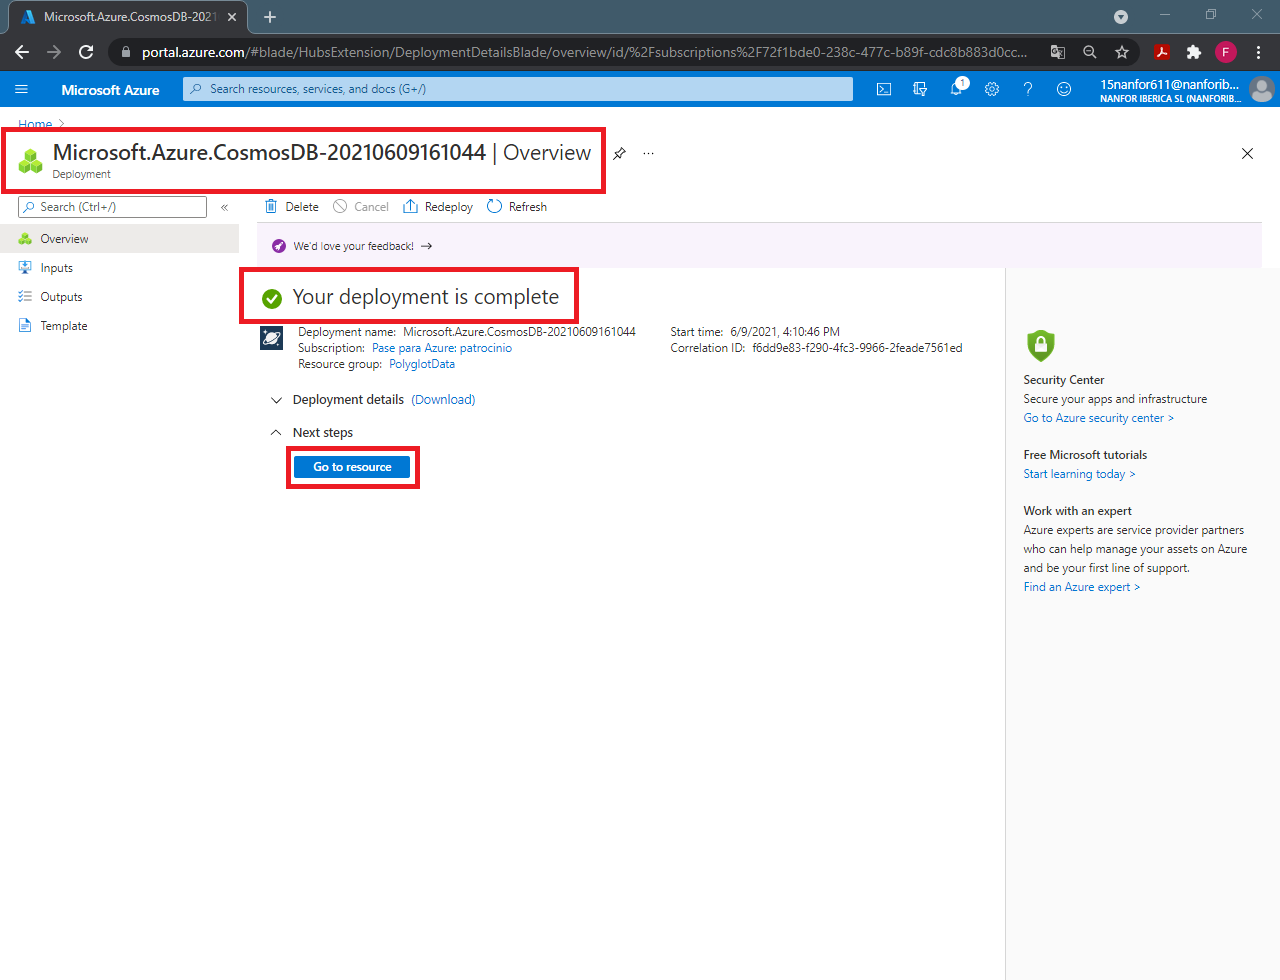 Microsoft.Azure.CosmosDB-2021
portal.azure.com/#blade/HubsExtension/DeploymentDetailsBlade/overview/id/%2Fsubscriptions%2F72f1bde0-238c-477c-b89f-cdc8b883d0cc...
F
Microsoft Azure
Search resources, services, and docs (G+/)
1
15nanfor611@nanforib...
NANFOR IBERICA SL (NANFORIB...
Home
Microsoft.Azure.CosmosDB-20210609161044 | Overview
Deployment
Search (Ctrl+/)
«
Delete
Cancel
Redeploy
Refresh
Overview
Inputs
Outputs
Template
We'd love your feedback! →
Your deployment is complete
Deployment name: Microsoft.Azure.CosmosDB-20210609161044
Subscription: Pase para Azure: patrocinio
Resource group: PolyglotData
Start time: 6/9/2021, 4:10:46 PM
Correlation ID: f6dd9e83-f290-4fc3-9966-2feade7561ed
Deployment details (Download)
Next steps
Go to resource
Security Center
Secure your apps and infrastructure
Go to Azure security center >
Free Microsoft tutorials
Start learning today >
Work with an expert
Azure experts are service provider partners
who can help manage your assets on Azure
and be your first line of support.
Find an Azure expert >